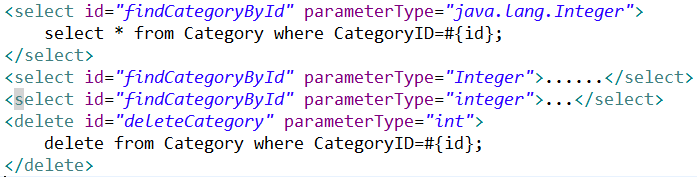 <select id="findCategoryById" parameterType="java.lang.Integer">
    select * from Category where CategoryID=#{id};
</select>
<select id="findCategoryById" parameterType="Integer">......</select>
<select id="findCategoryById" parameterType="integer">...</select>
<delete id="deleteCategory" parameterType="int">
    delete from Category where CategoryID=#{id};
</delete>